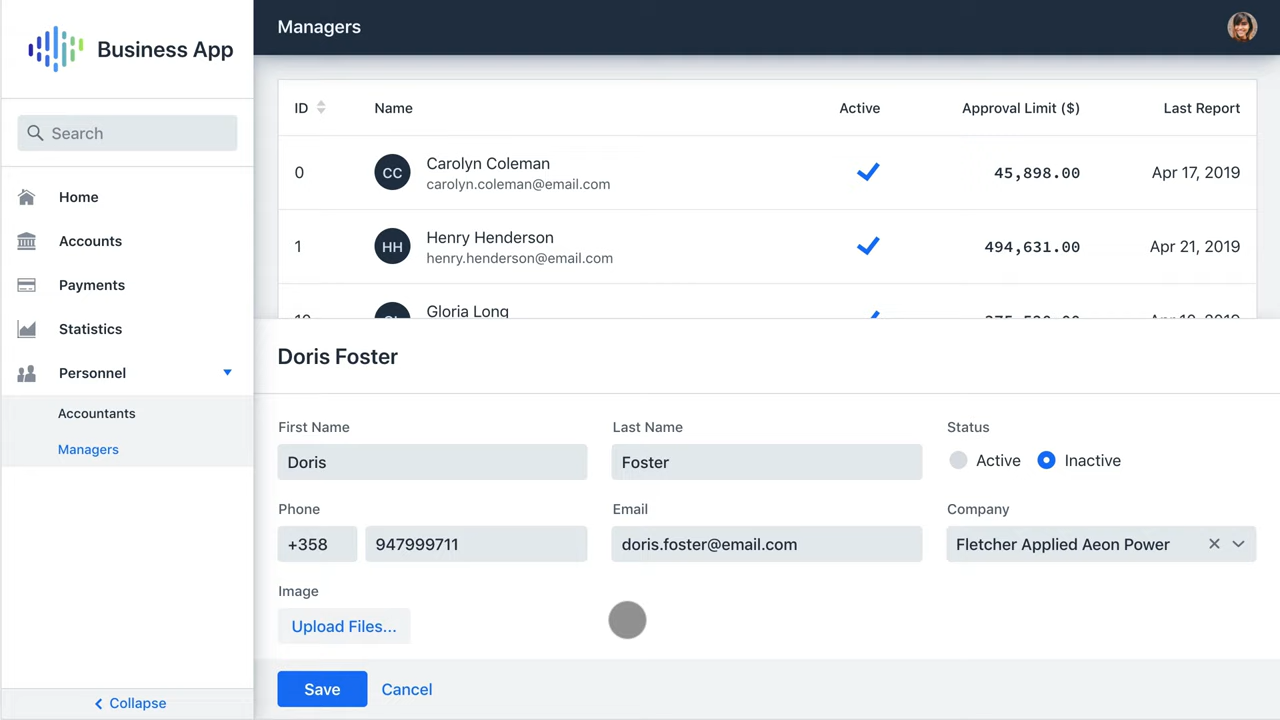 Business App
Search
Home
Accounts
Payments
Statistics
Personnel
Accountants
Managers
Collapse
Managers
ID Name Active Approval Limit ($) Last Report
0 CC Carolyn Coleman 45,898.00 Apr 17, 2019
carolyn.coleman@email.com
1 HH Henry Henderson 494,631.00 Apr 21, 2019
henry.henderson@email.com
Gloria Long
Doris Foster
First Name Last Name Status
Doris Foster Active Inactive
Phone Email Company
+358 947999711 doris.foster@email.com Fletcher Applied Aeon Power
Image
Upload Files...
Save Cancel